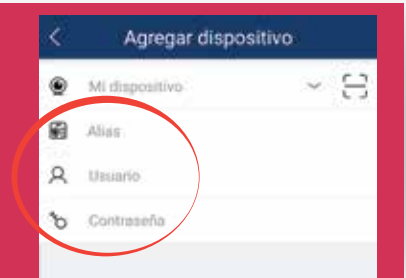 Agregar dispositivo
Mi dispositivo
Alias
Usuario
Contraseña